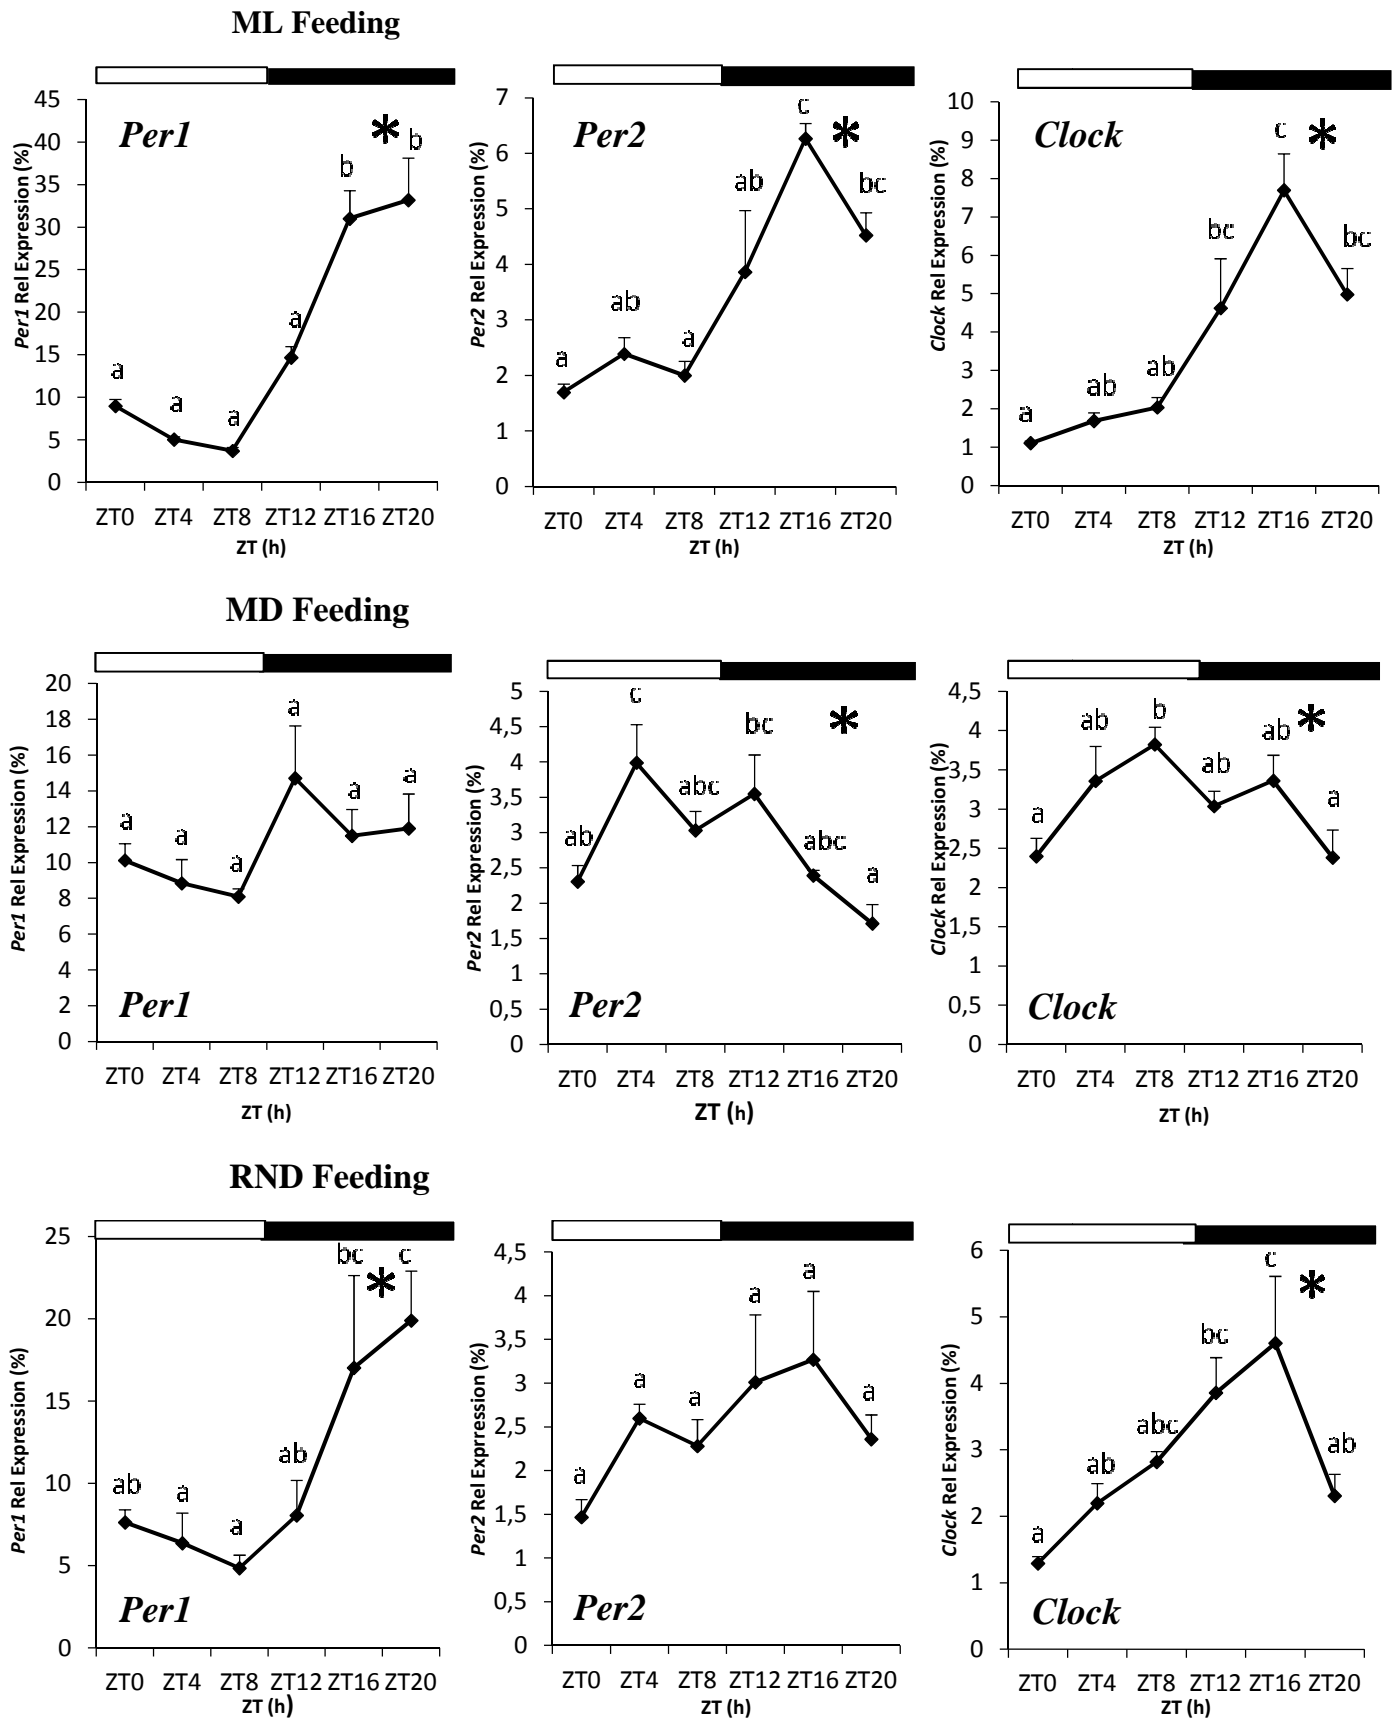 ML Feeding
Per1
*
Per1 Rel Expression (%)
45
40
35
30
25
20
15
10
5
0
a
a
a
a
b
b
ZT0 ZT4 ZT8 ZT12 ZT16 ZT20
ZT (h)
Per2
*
Per2 Rel Expression (%)
7
6
5
4
3
2
1
0
a
ab
a
ab
c
bc
ZT0 ZT4 ZT8 ZT12 ZT16 ZT20
ZT (h)
Clock
*
Clock Rel Expression (%)
10
9
8
7
6
5
4
3
2
1
0
a
ab
ab
bc
c
bc
ZT0 ZT4 ZT8 ZT12 ZT16 ZT20
ZT (h)
MD Feeding
Per1 Rel Expression (%)
20
18
16
14
12
10
8
6
4
2
0
a
a
a
a
a
a
Per1
ZT0 ZT4 ZT8 ZT12 ZT16 ZT20
ZT (h)
Per2 Rel Expression (%)
5
4,5
4
3,5
3
2,5
2
1,5
1
0,5
0
ab
c
abc
bc
abc
a
*
Per2
ZT0 ZT4 ZT8 ZT12 ZT16 ZT20
ZT (h)
Clock Rel Expression (%)
4,5
4
3,5
3
2,5
2
1,5
1
0,5
0
a
ab
b
ab
ab
a
*
Clock
ZT0 ZT4 ZT8 ZT12 ZT16 ZT20
ZT (h)
RND Feeding
Per1 Rel Expression (%)
25
20
15
10
5
0
ab
a
a
ab
bc
c
*
Per1
ZT0 ZT4 ZT8 ZT12 ZT16 ZT20
ZT (h)
Per2 Rel Exprression (%)
4,5
4
3,5
3
2,5
2
1,5
1
0,5
0
a
a
a
a
a
a
Per2
ZT0 ZT4 ZT8 ZT12 ZT16 ZT20
ZT (h)
Clock Rel Expression (%)
6
5
4
3
2
1
0
a
ab
abc
bc
c
ab
*
Clock
ZT0 ZT4 ZT8 ZT12 ZT16 ZT20
ZT (h)